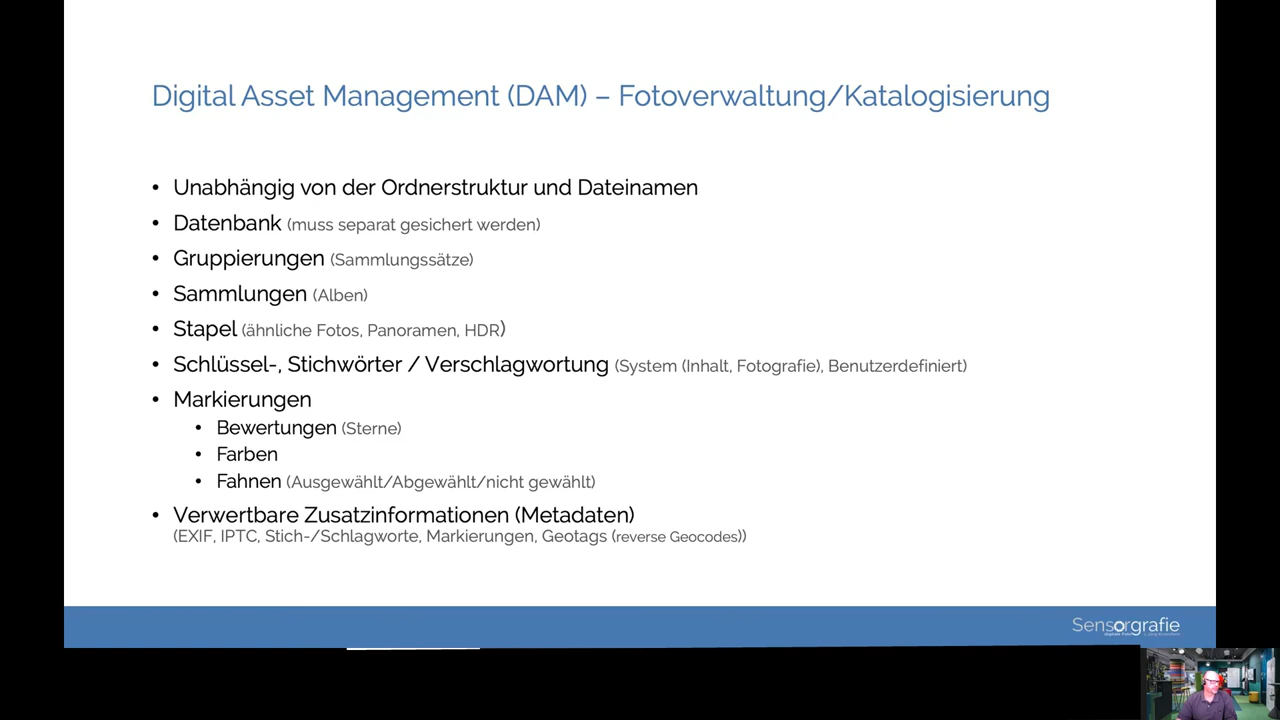 Digital Asset Management (DAM) – Fotoverwaltung/Katalogisierung
• Unabhängig von der Ordnerstruktur und Dateinamen
• Datenbank (muss separat gesichert werden)
• Gruppierungen (Sammlungssätze)
• Sammlungen (Alben)
• Stapel (ähnliche Fotos, Panoramen, HDR)
• Schlüssel-, Stichwörter / Verschlagwortung (System (Inhalt, Fotografie), Benutzerdefiniert)
• Markierungen
• Bewertungen (Sterne)
• Farben
• Fahnen (Ausgewählt/Abgewählt/nicht gewählt)
• Verwertbare Zusatzinformationen (Metadaten)
(EXIF, IPTC, Stich-/Schlagworte, Markierungen, Geotags (reverse Geocodes))
Sensorgrafie